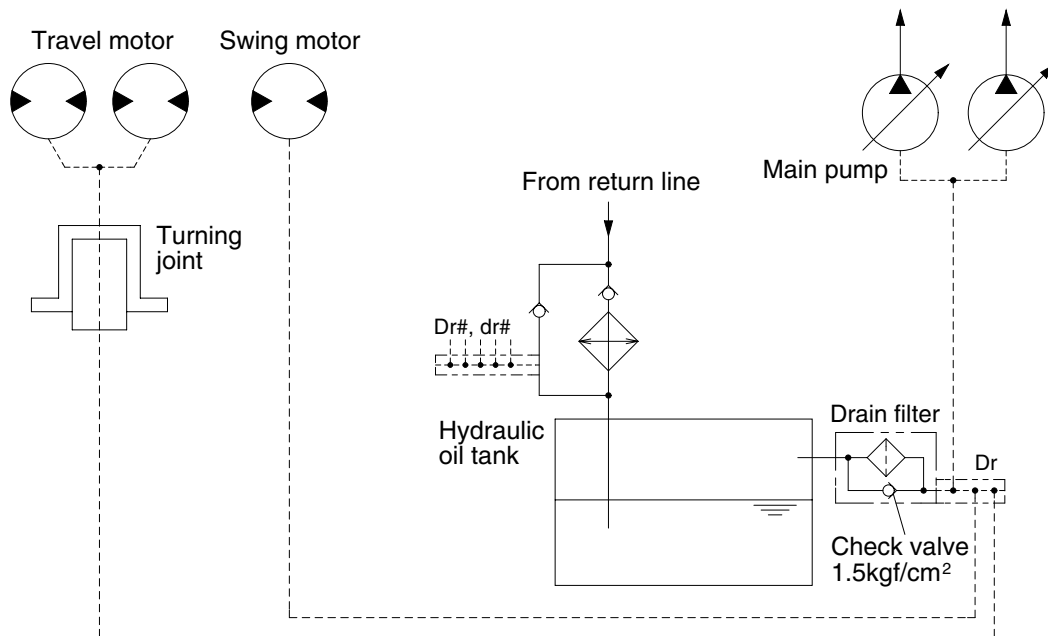 Travel motor
Swing motor
Main pump
From return line
Turning
joint
Dr#, dr#
Hydraulic
oil tank
Drain filter
Dr
Check valve
1.5kgf/cm²